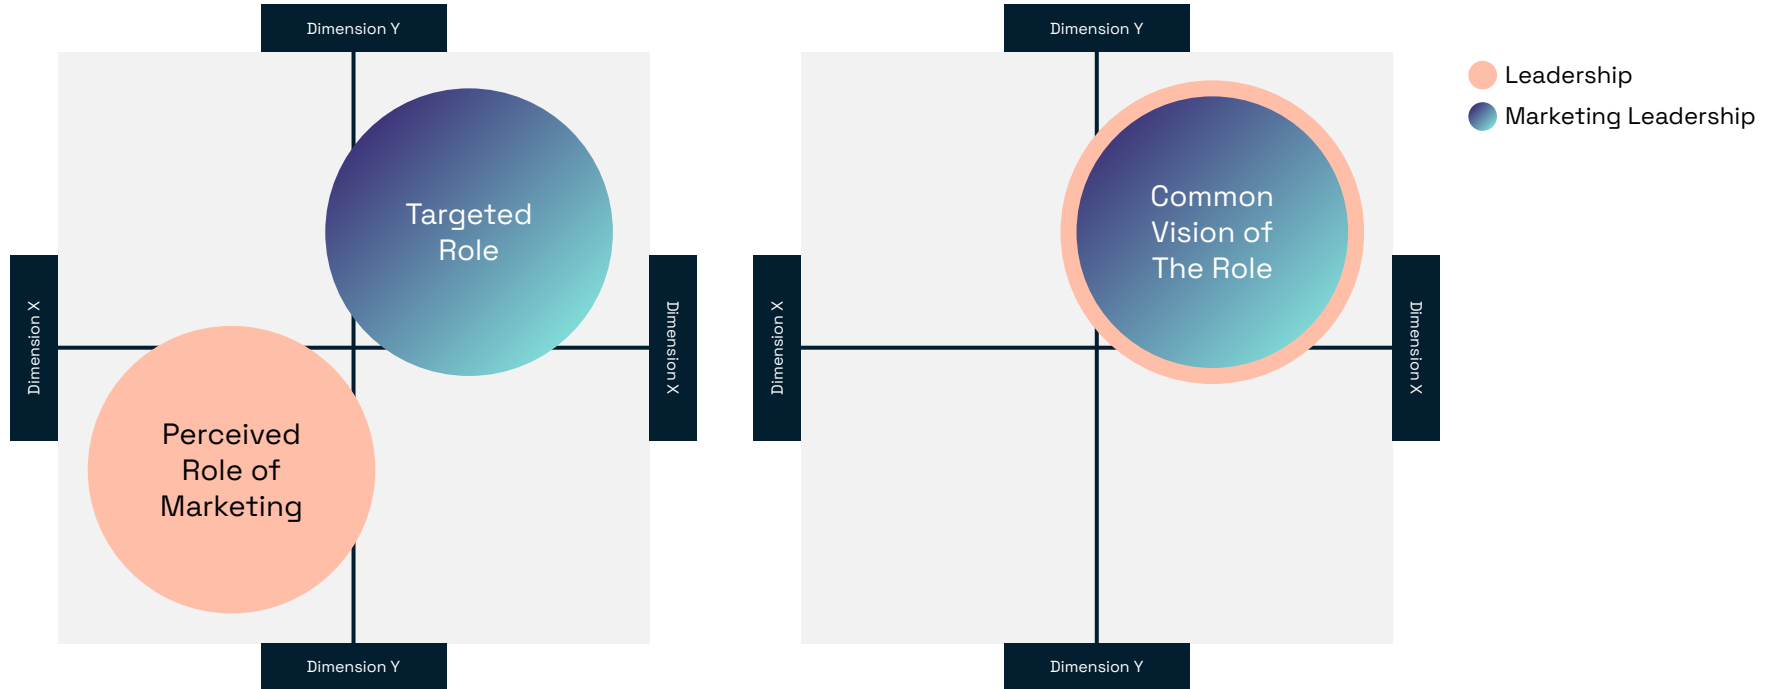 Dimension Y
Targeted
Role
Dimension X
Dimension X
Perceived
Role of
Marketing
Dimension Y
Dimension Y
Common
Vision of
The Role
Dimension X
Dimension X
Dimension Y
Leadership
Marketing Leadership